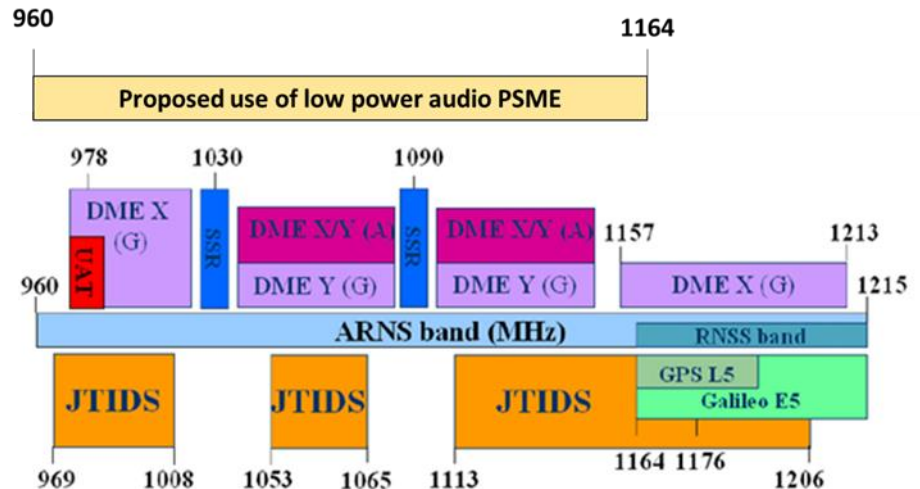 960
1164
Proposed use of low power audio PSME
978
1030
1090
DME X
(G)
UAT
SSR
DME X/Y (A)
DME Y (G)
SSR
DME X/Y (A)
DME Y (G)
1157
1213
DME X (G)
960
1215
ARNS band (MHz)
RNSS band
JTIDS
JTIDS
JTIDS
GPS L5
Galileo E5
969
1008
1053
1065
1113
1164
1176
1206